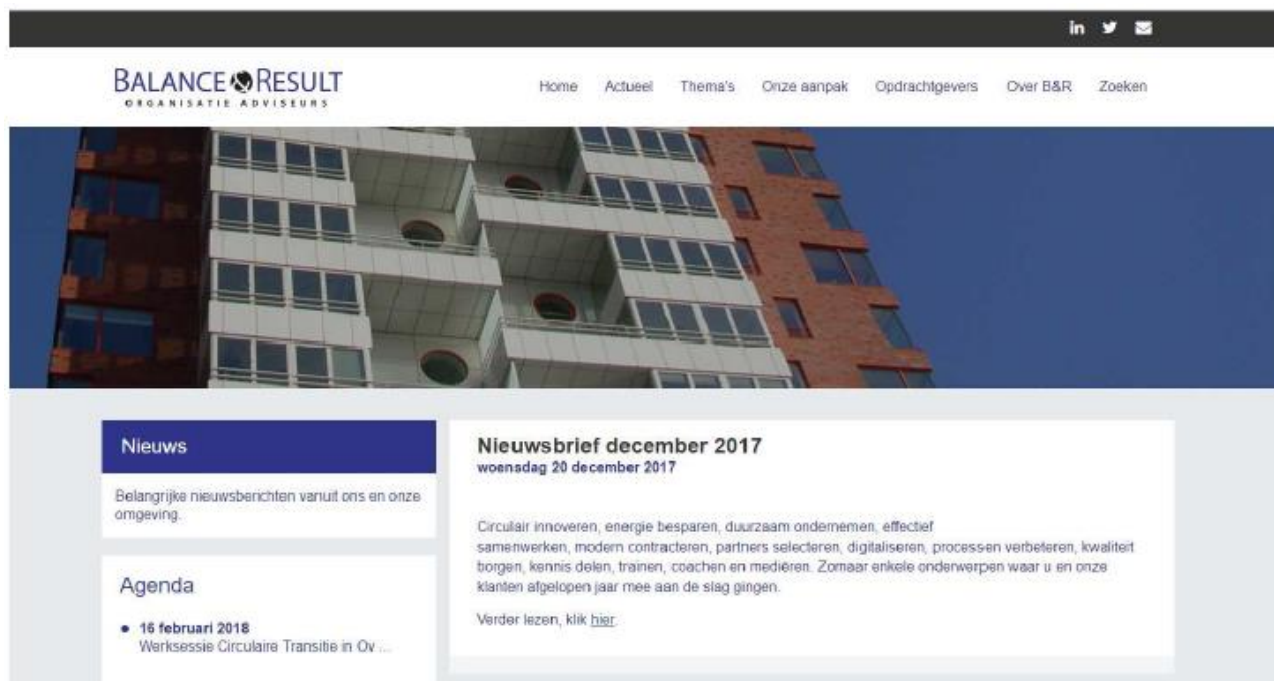 in
BALANCE & RESULT
ORGANISATIE ADVISEURS
Home Actueel Thema's Onze aanpak Opdrachtgevers Over B&R Zoeken
Nieuws
Belangrijke nieuwsberichten vanuit ons en onze
omgeving.
Agenda
16 februari 2018
Werksessie Circulaire Transitie in Ov ...
Nieuwsbrief december 2017
woensdag 20 december 2017
Circulair innoveren, energie besparen, duurzaam ondernemen, effectief
samenwerken, modern contracteren, partners selecteren, digitaliseren, processen verbeteren, kwaliteit
borgen, kennis delen, trainen, coachen en mediëren. Zomaar enkele onderwerpen waar u en onze
klanten afgelopen jaar mee aan de slag gingen.
Verder lezen, klik hier.